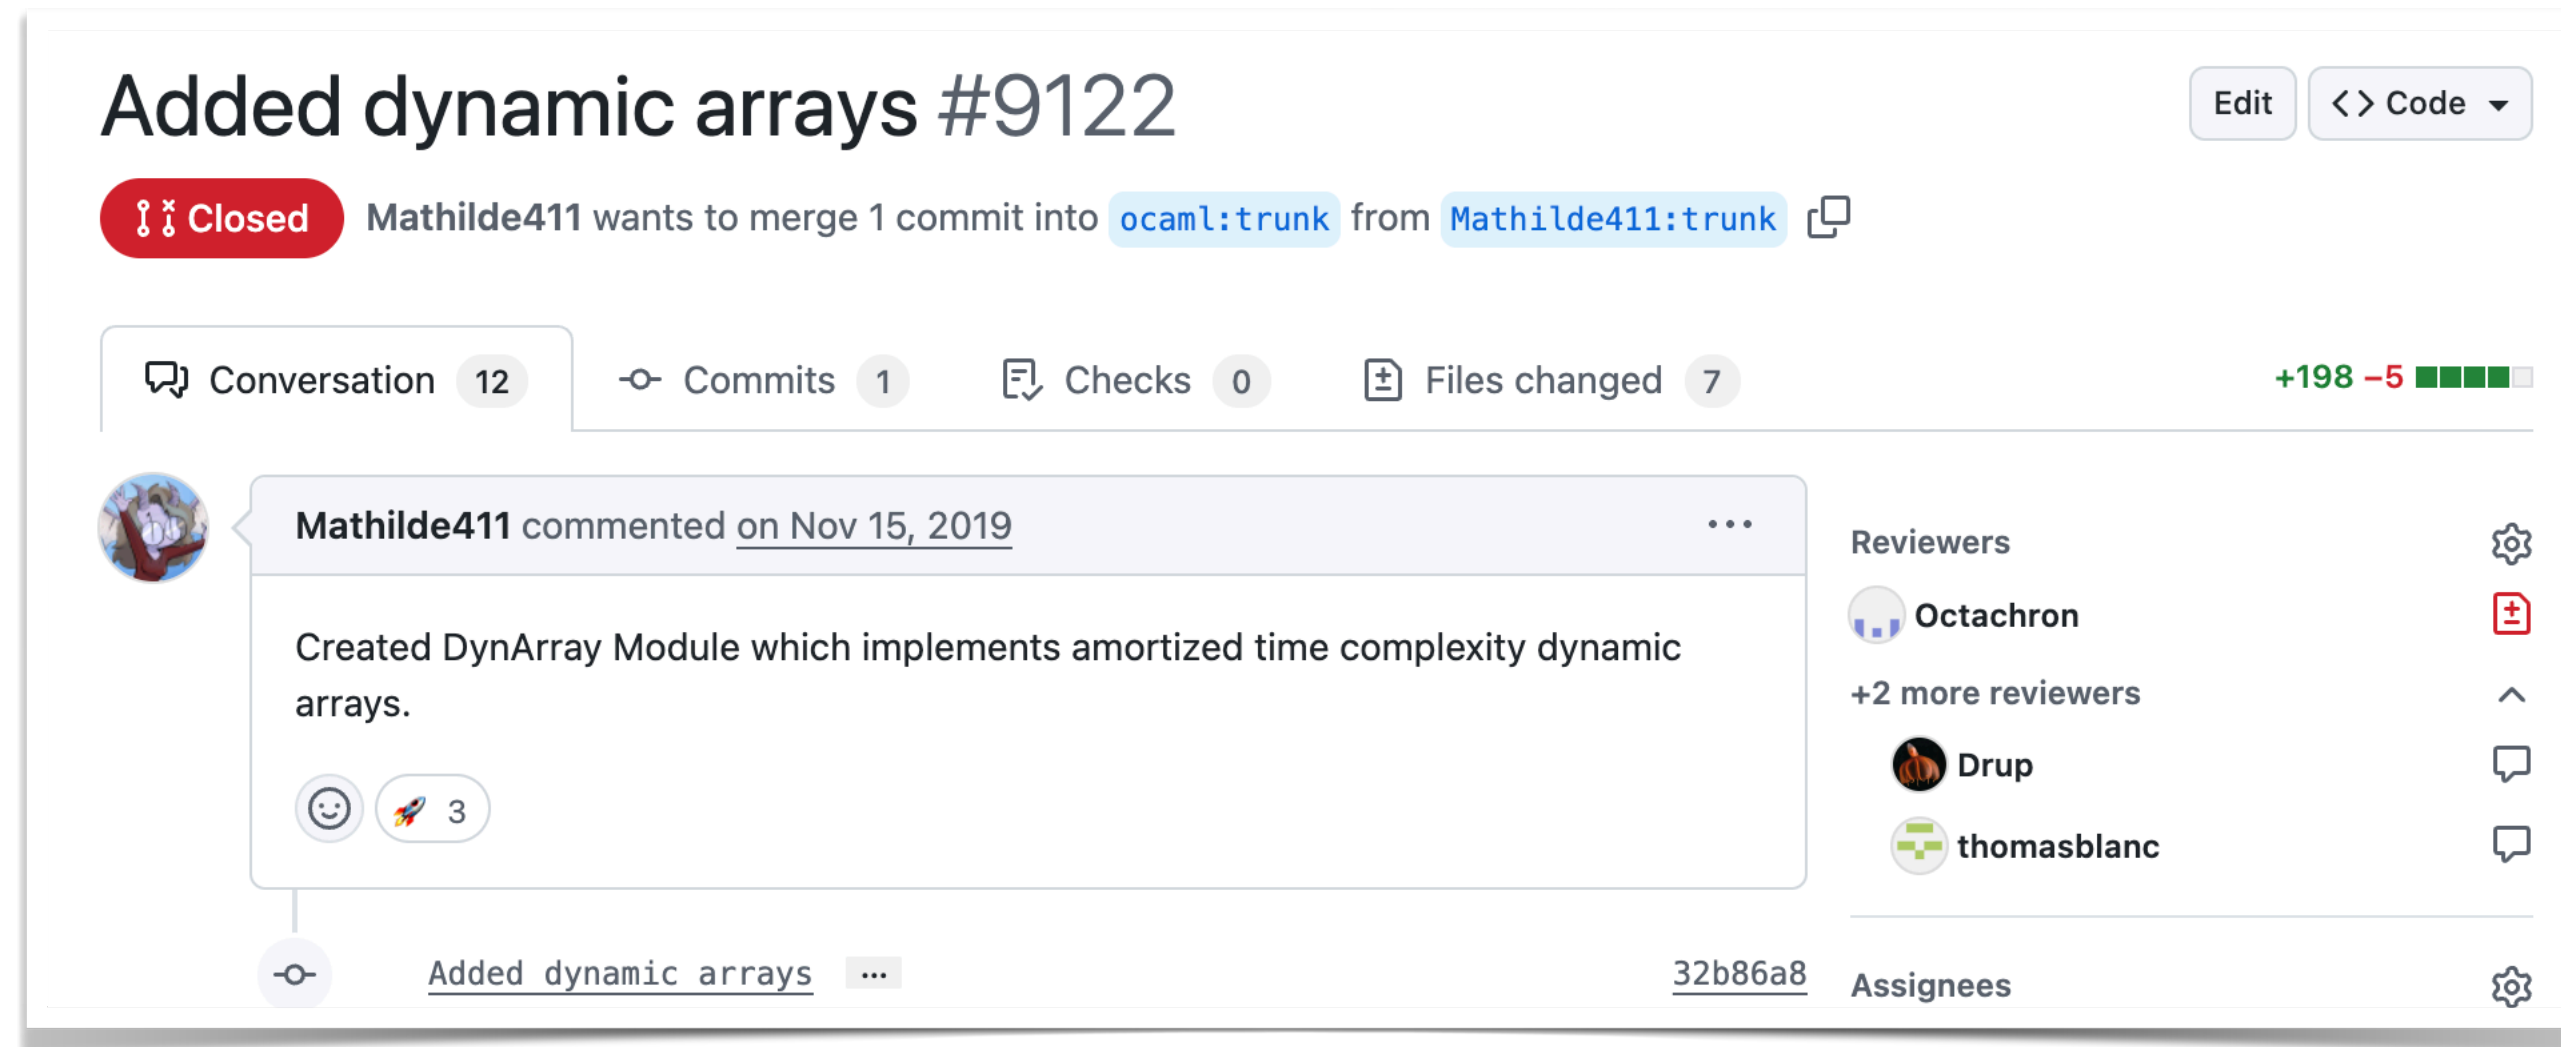 Added dynamic arrays #9122
Edit
Code
Closed
Mathilde411 wants to merge 1 commit into ocaml:trunk from Mathilde411:trunk
Conversation 12
Commits 1
Checks 0
Files changed 7
+198 −5
Mathilde411 commented on Nov 15, 2019
Created DynArray Module which implements amortized time complexity dynamic
arrays.
3
Added dynamic arrays
32b86a8
Reviewers
Octachron
+2 more reviewers
Drup
thomasblanc
Assignees